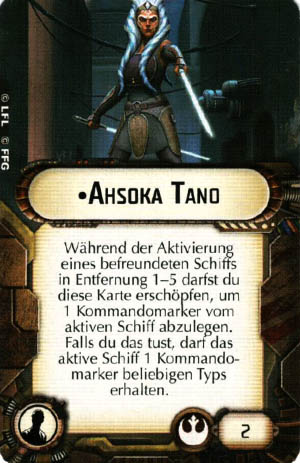 © LFL © FFG
•Ahsoka Tano
Während der Aktivierung
eines befreundeten Schiffs
in Entfernung 1–5 darfst du
diese Karte erschöpfen, um
1 Kommandomarker vom
aktiven Schiff abzulegen.
Falls du das tust, darf das
aktive Schiff 1 Kommando-
marker beliebigen Typs
erhalten.
2